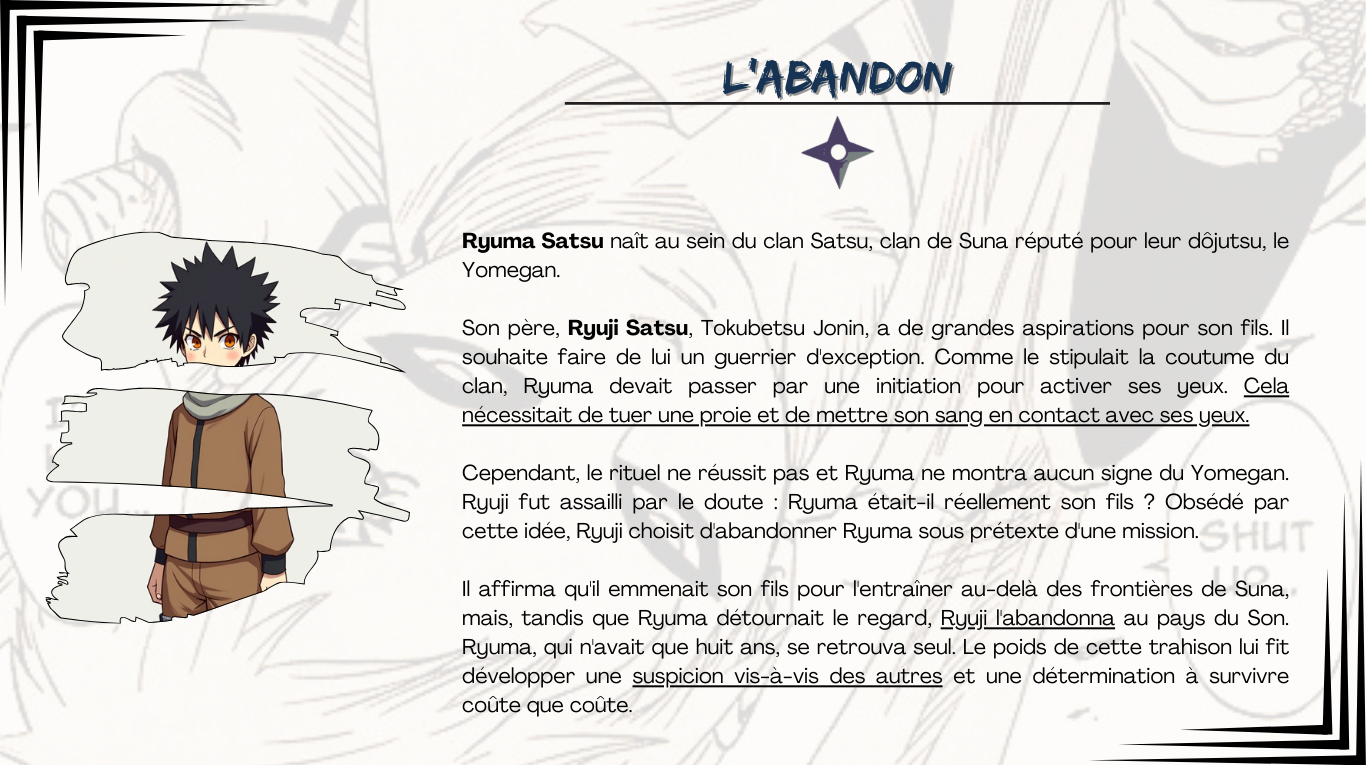 L'ABANDON
Ryuma Satsu naît au sein du clan Satsu, clan de Suna réputé pour leur dôjutsu, le
Yomegan.
Son père, Ryuji Satsu, Tokubetsu Jonin, a de grandes aspirations pour son fils. Il
souhaite faire de lui un guerrier d'exception. Comme le stipulait la coutume du
clan, Ryuma devait passer par une initiation pour activer ses yeux. Cela
nécessitait de tuer une proie et de mettre son sang en contact avec ses yeux.
Cependant, le rituel ne réussit pas et Ryuma ne montra aucun signe du Yomegan.
Ryuji fut assailli par le doute : Ryuma était-il réellement son fils ? Obsédé par
cette idée, Ryuji choisit d'abandonner Ryuma sous prétexte d'une mission.
Il affirma qu'il emmenait son fils pour l'entraîner au-delà des frontières de Suna,
mais, tandis que Ryuma détournait le regard, Ryuji l'abandonna au pays du Son.
Ryuma, qui n'avait que huit ans, se retrouva seul. Le poids de cette trahison lui fit
développer une suspicion vis-à-vis des autres et une détermination à survivre
coûte que coûte.
YOU...
SHUT
UP...